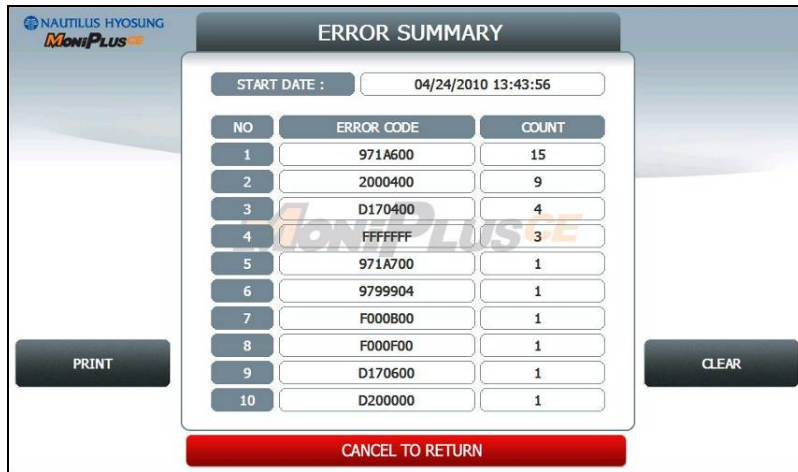 NAUTILUS HYOSUNG
MoniPlusCE
ERROR SUMMARY
START DATE : 04/24/2010 13:43:56
NO ERROR CODE COUNT
1 971A600 15
2 2000400 9
3 D170400 4
4 FFFFFFF 3
5 971A700 1
6 9799904 1
7 F000B00 1
8 F000F00 1
9 D170600 1
10 D200000 1
MoniPlusCE
PRINT
CLEAR
CANCEL TO RETURN